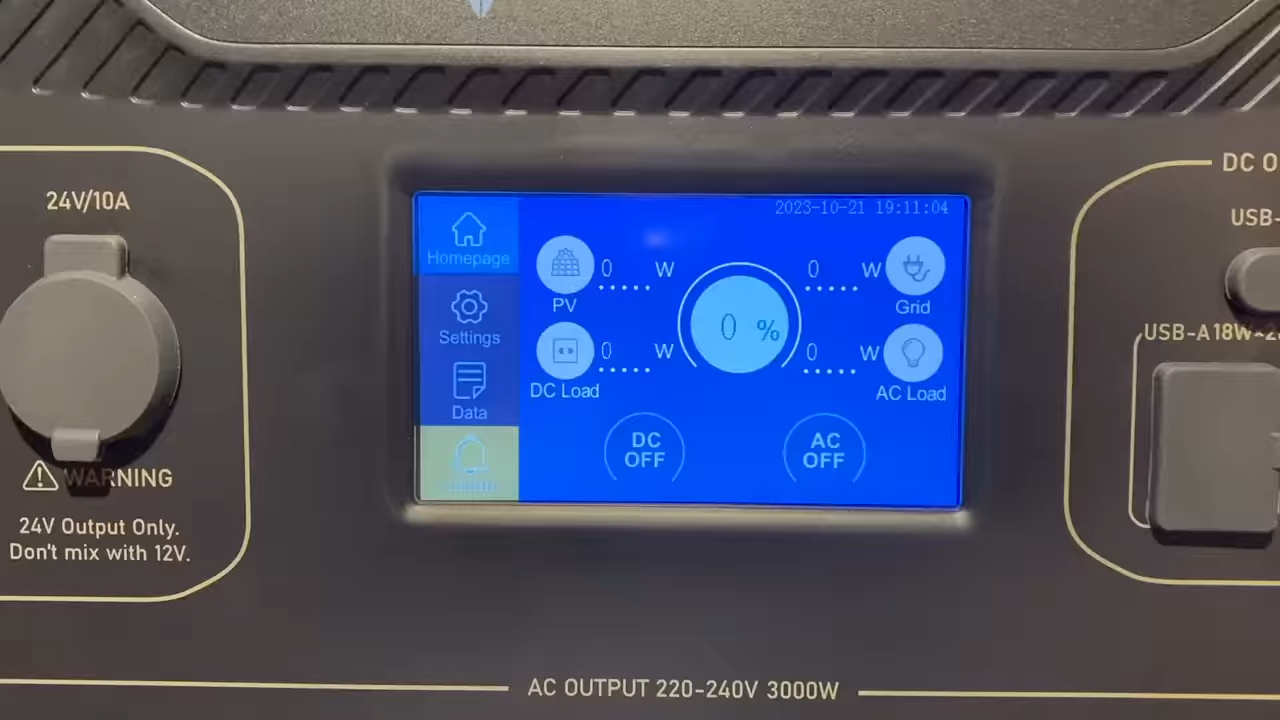 24V/10A
WARNING
24V Output Only.
Don't mix with 12V.
2023-10-21 19:11:04
Homepage
Settings
Data
0 W
PV
0 W
DC Load
0 %
0 W
Grid
0 W
AC Load
DC
OFF
AC
OFF
DC O
USB-
USB-A 18W×2
AC OUTPUT 220-240V 3000W